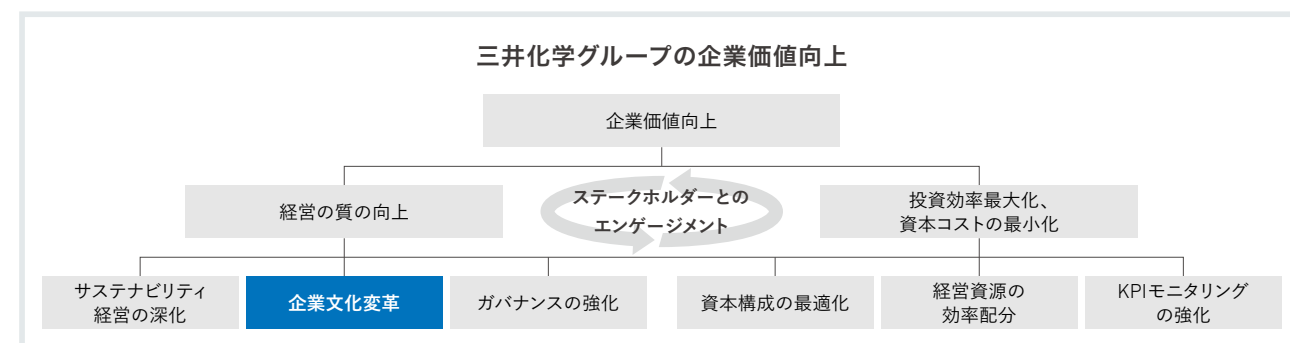 三井化学グループの企業価値向上
企業価値向上
経営の質の向上
ステークホルダーとの
エンゲージメント
投資効率最大化、
資本コストの最小化
サステナビリティ
経営の深化
企業文化変革
ガバナンスの強化
資本構成の最適化
経営資源の
効率配分
KPIモニタリング
の強化